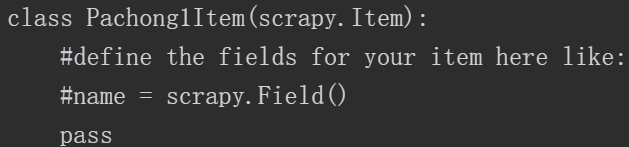 class Pachong1Item(scrapy.Item):
    #define the fields for your item here like:
    #name = scrapy.Field()
    pass